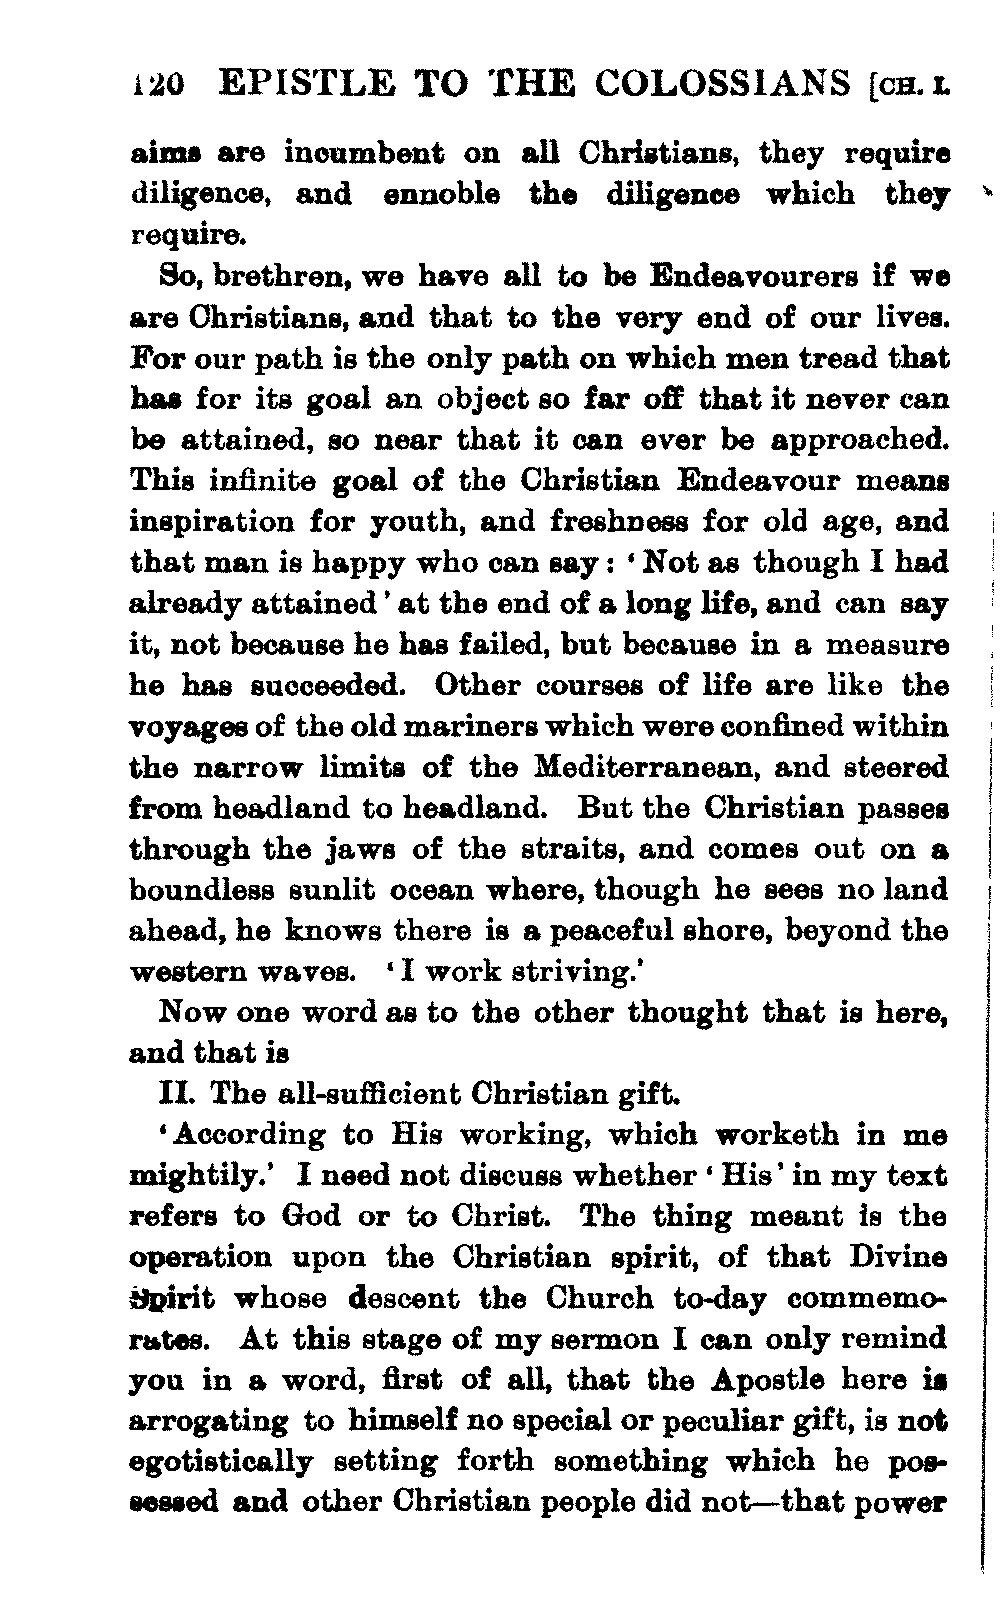 120 EPISTLE TO THE COLOSSIANS [CH. I.
aims are incumbent on all Christians, they require
diligence, and ennoble the diligence which they
require.
So, brethren, we have all to be Endeavourers if we
are Christians, and that to the very end of our lives.
For our path is the only path on which men tread that
has for its goal an object so far off that it never can
be attained, so near that it can ever be approached.
This infinite goal of the Christian Endeavour means
inspiration for youth, and freshness for old age, and
that man is happy who can say: ‘Not as though I had
already attained’ at the end of a long life, and can say
it, not because he has failed, but because in a measure
he has succeeded. Other courses of life are like the
voyages of the old mariners which were confined within
the narrow limits of the Mediterranean, and steered
from headland to headland. But the Christian passes
through the jaws of the straits, and comes out on a
boundless sunlit ocean where, though he sees no land
ahead, he knows there is a peaceful shore, beyond the
western waves. ‘I work striving.’
Now one word as to the other thought that is here,
and that is
II. The all-sufficient Christian gift.
‘According to His working, which worketh in me
mightily.’ I need not discuss whether ‘His’ in my text
refers to God or to Christ. The thing meant is the
operation upon the Christian spirit, of that Divine
Spirit whose descent the Church to-day commemo-
rates. At this stage of my sermon I can only remind
you in a word, first of all, that the Apostle here is
arrogating to himself no special or peculiar gift, is not
egotistically setting forth something which he pos-
sessed and other Christian people did not—that power